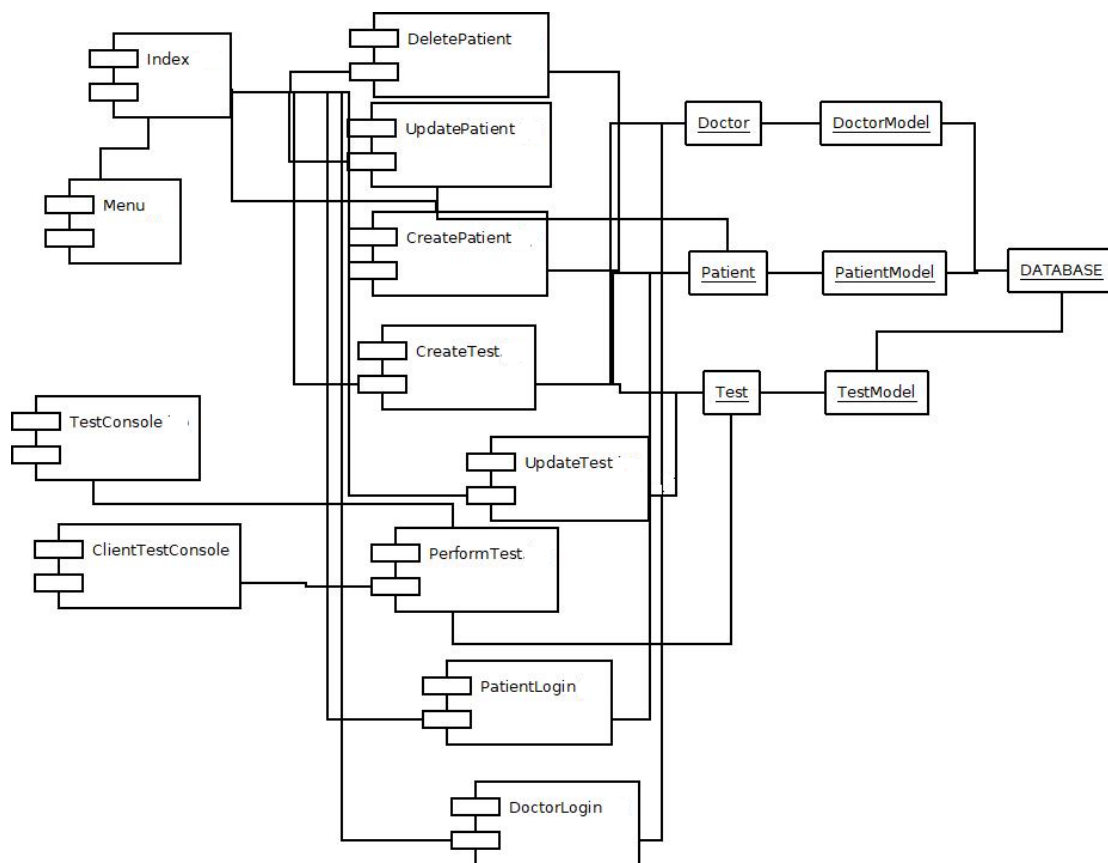 DeletePatient
Index
UpdatePatient
Doctor
DoctorModel
Menu
CreatePatient
Patient
PatientModel
DATABASE
CreateTest
Test
TestModel
TestConsole
UpdateTest
ClientTestConsole
PerformTest
PatientLogin
DoctorLogin